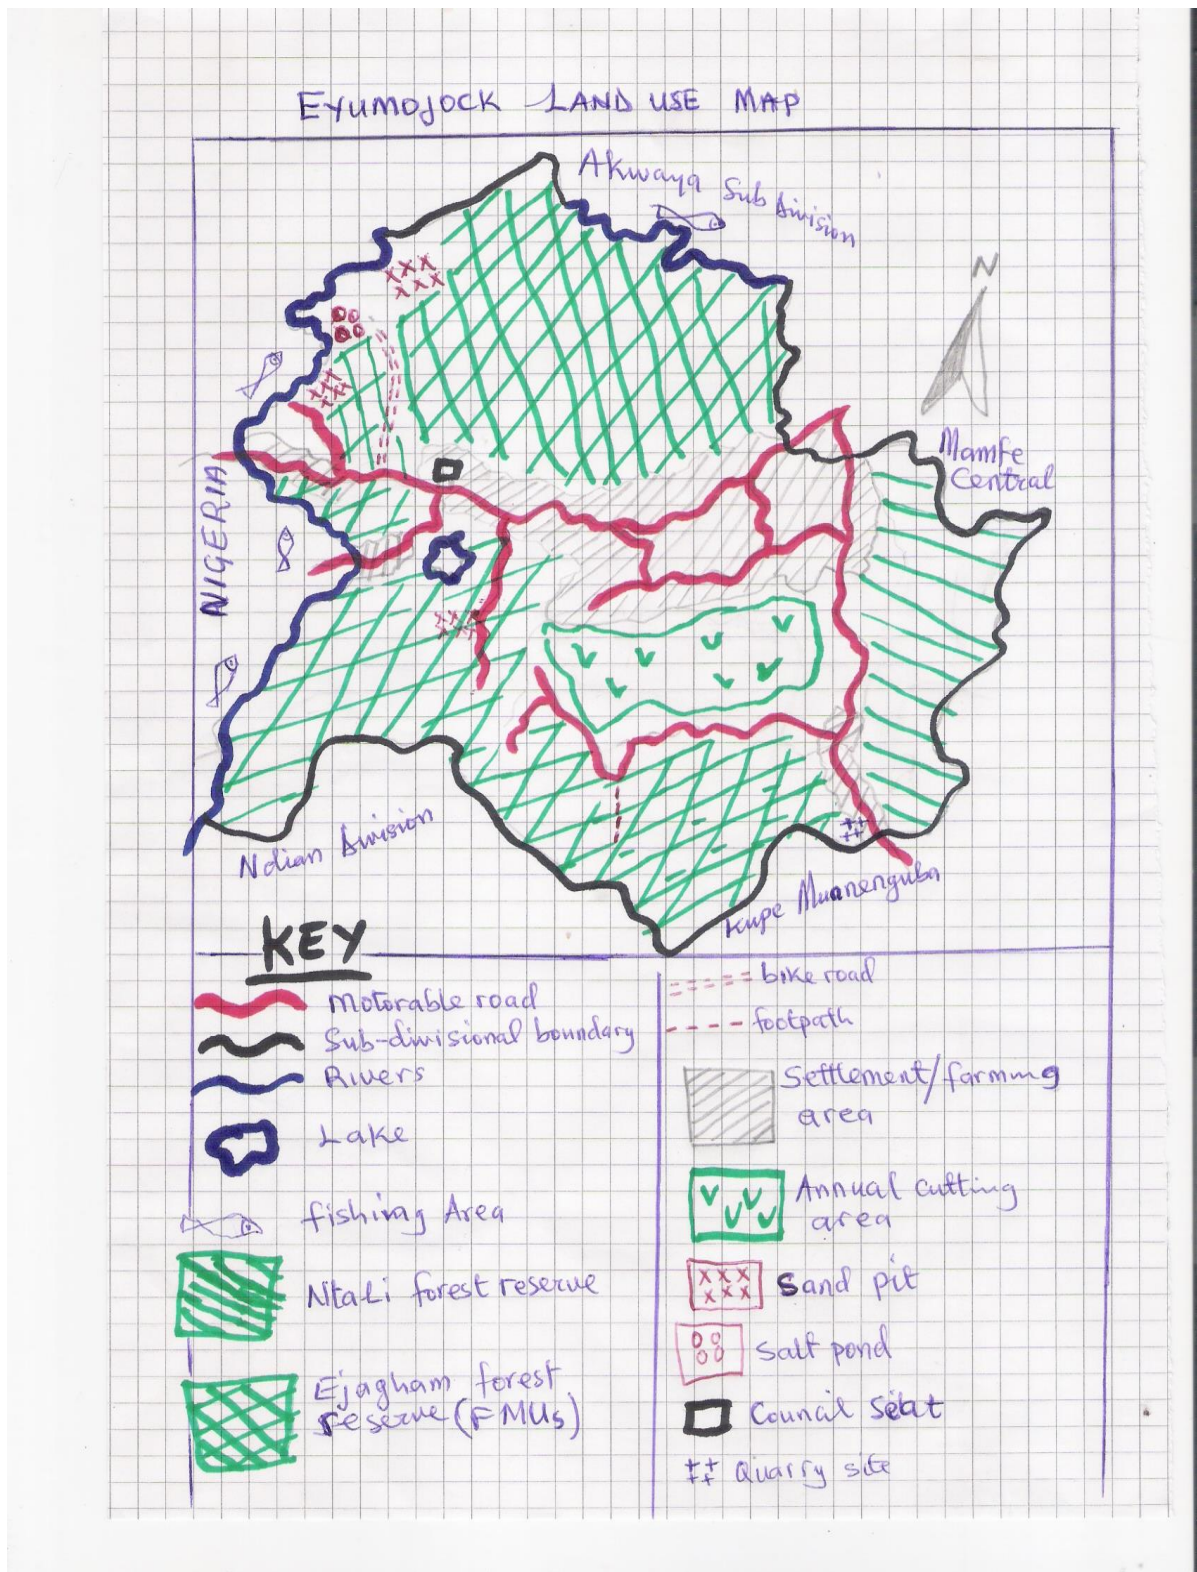 EYUMOJOCK LAND USE MAP
Akwaya Sub division
N
Mamfe
Central
NIGERIA
Ndian Division
Kupe Muanenguba
KEY
Motorable road
Sub-divisional boundary
Rivers
Lake
fishing Area
Ntali forest reserve
Ejagham forest
reserve (FMUs)
bike road
footpath
Settlement/farming
area
Annual cutting
area
Sand pit
Salt pond
Council Seat
Quarry site